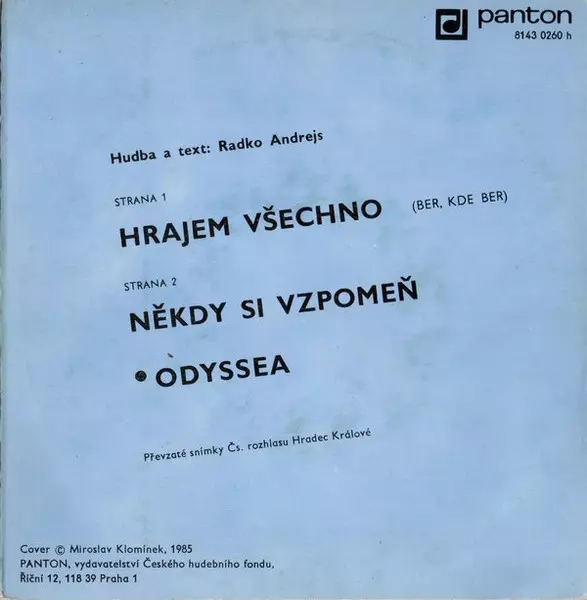 panton
8143 0260 h
Hudba a text: Radko Andrejs
STRANA 1
HRAJEM VŠECHNO (BER, KDE BER)
STRANA 2
NĚKDY SI VZPOMEŇ
• ODYSSEA
Převzaté snímky Čs. rozhlasu Hradec Králové
Cover © Miroslav Klomínek, 1985
PANTON, vydavatelství Českého hudebního fondu,
Říční 12, 118 39 Praha 1